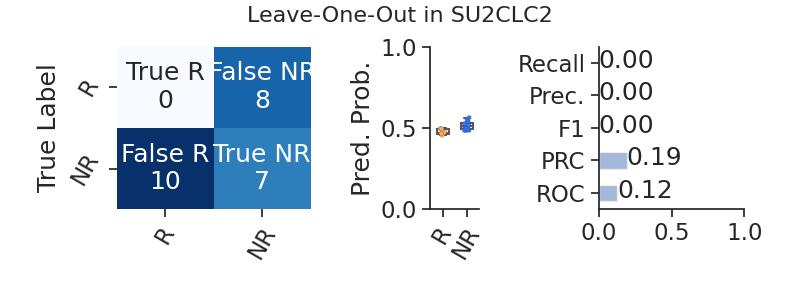 Leave-One-Out in SU2CLC2
True Label
R
NR
True R
0
False NR
8
False R
10
True NR
7
R
NR
Pred. Prob.
1.0
0.5
0.0
R
NR
Recall
Prec.
F1
PRC
ROC
0.00
0.00
0.00
0.19
0.12
0.0
0.5
1.0